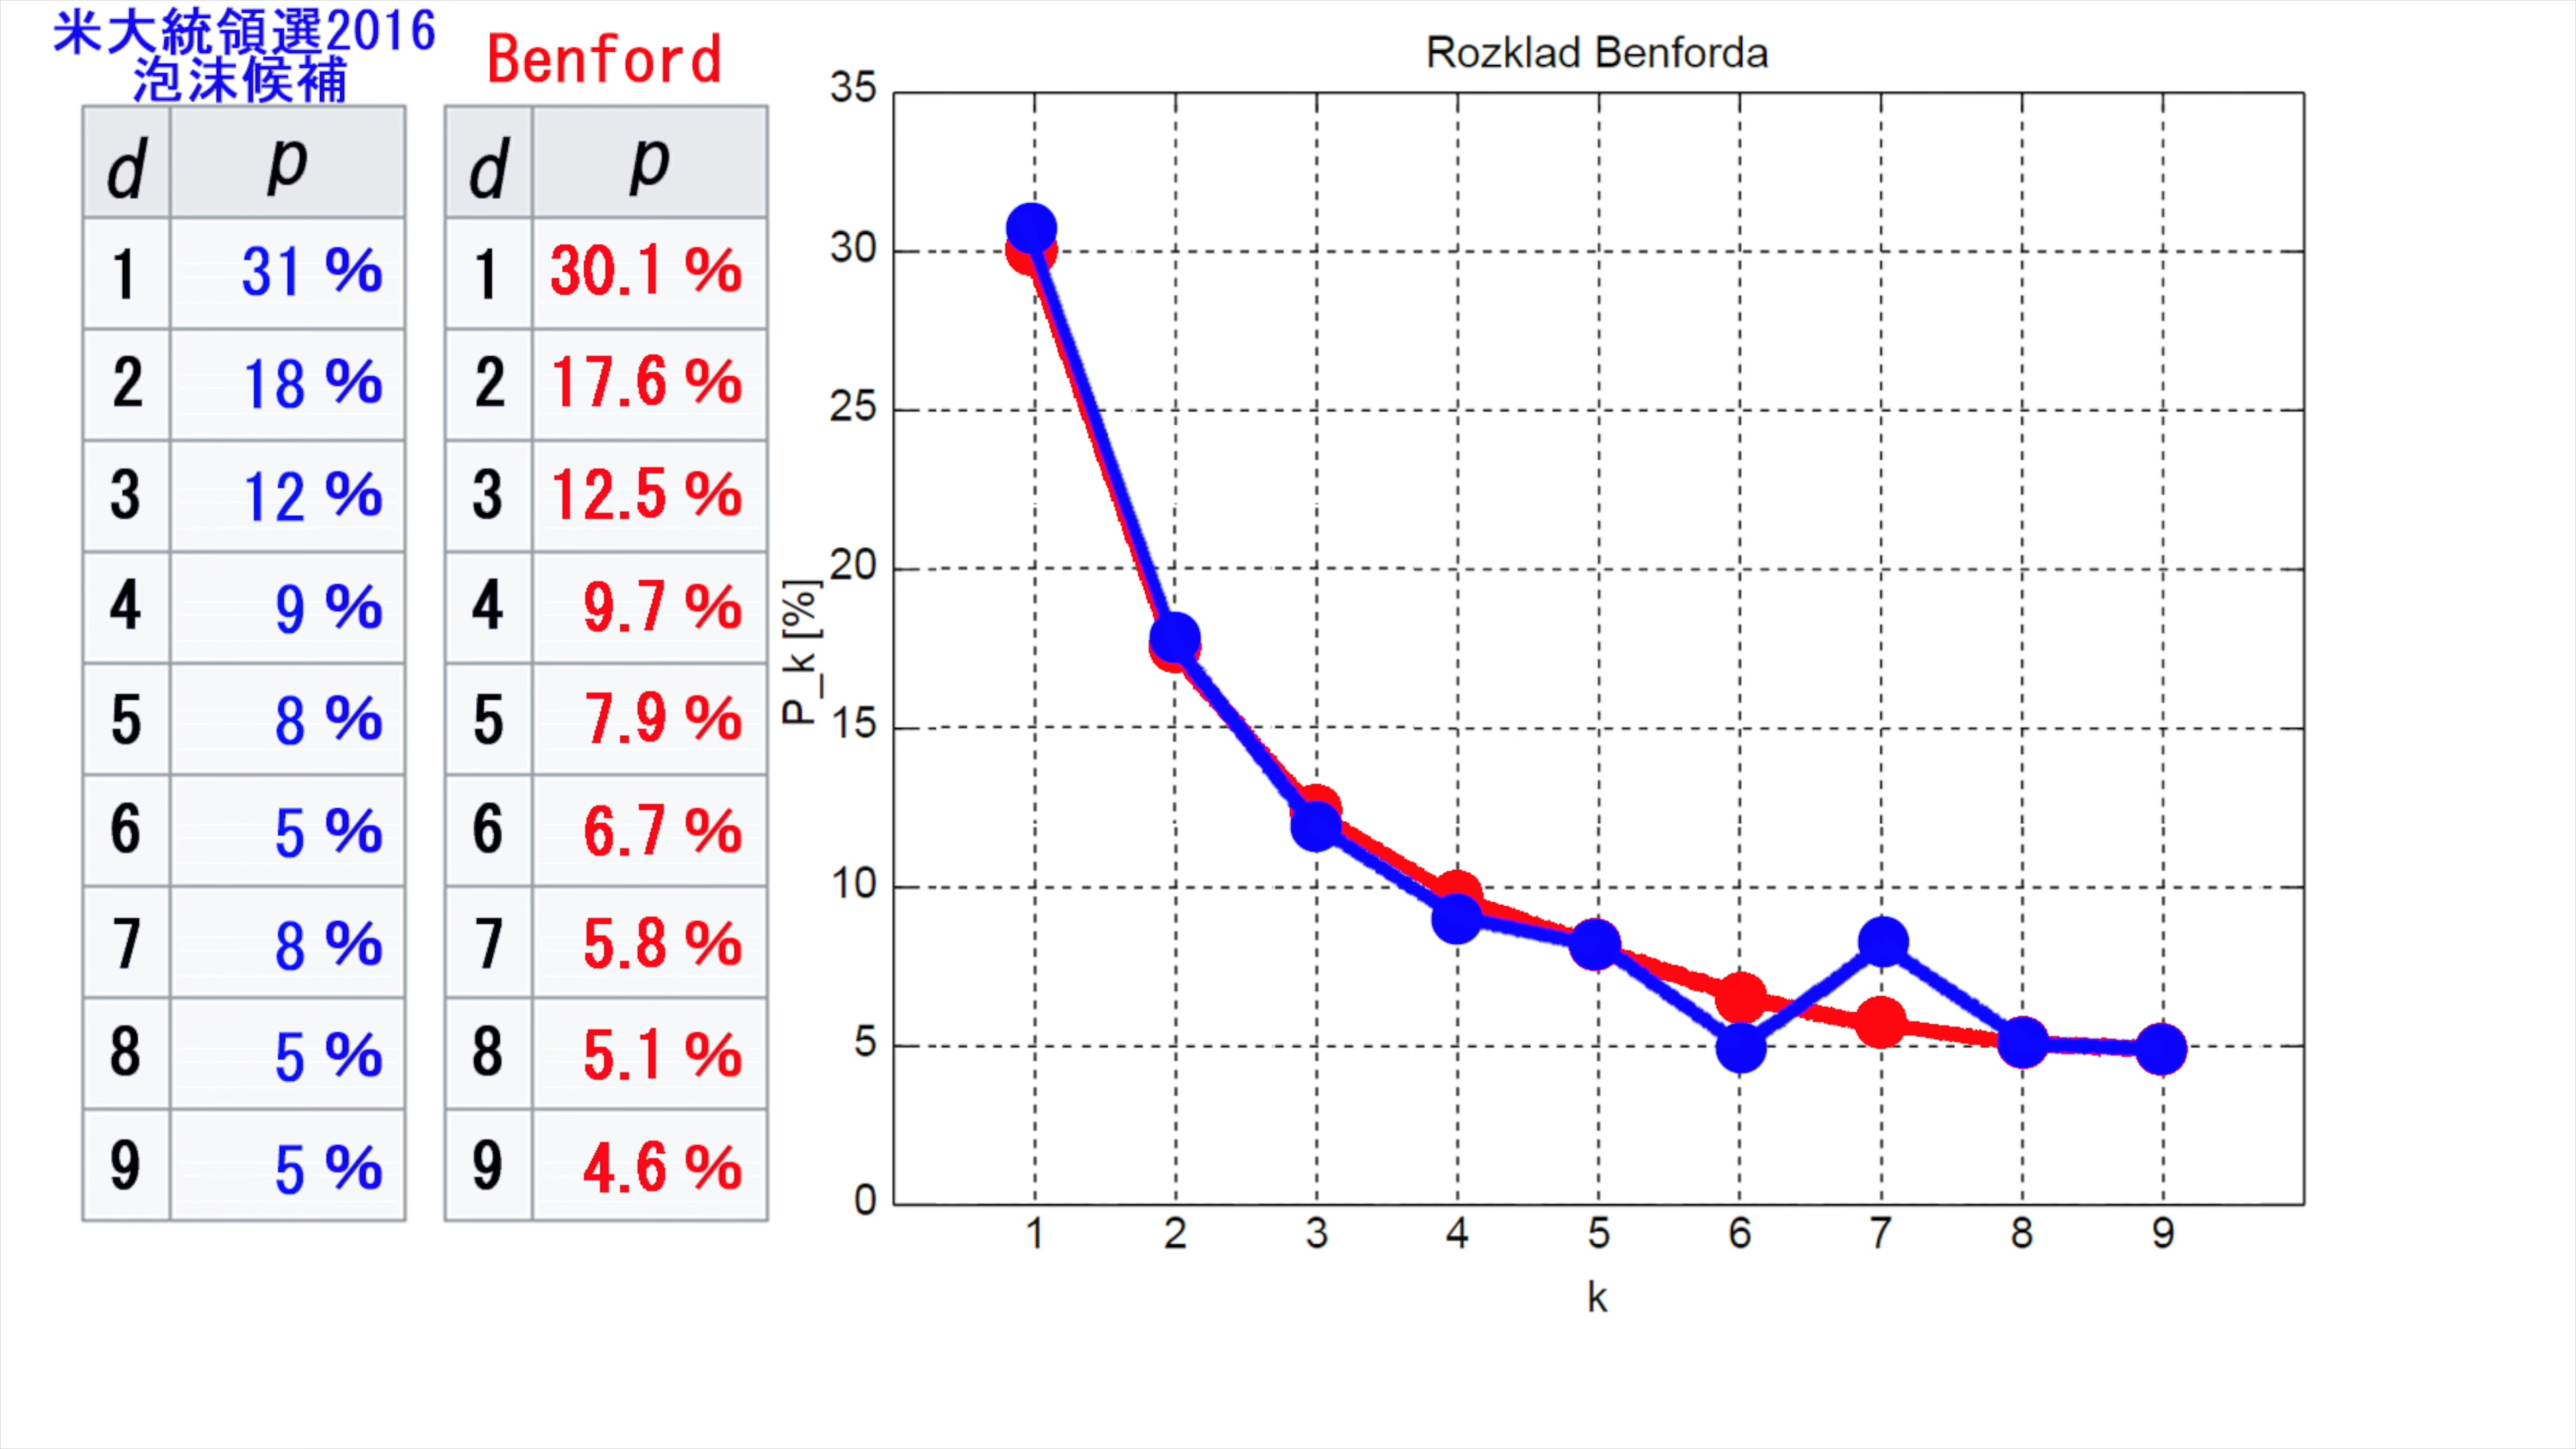 米大統領選2016
泡沫候補
d p
1 31 %
2 18 %
3 12 %
4 9 %
5 8 %
6 5 %
7 8 %
8 5 %
9 5 %
Benford
d p
1 30.1 %
2 17.6 %
3 12.5 %
4 9.7 %
5 7.9 %
6 6.7 %
7 5.8 %
8 5.1 %
9 4.6 %
Rozklad Benforda
P_k [%]
35
30
25
20
15
10
5
0
1 2 3 4 5 6 7 8 9
k